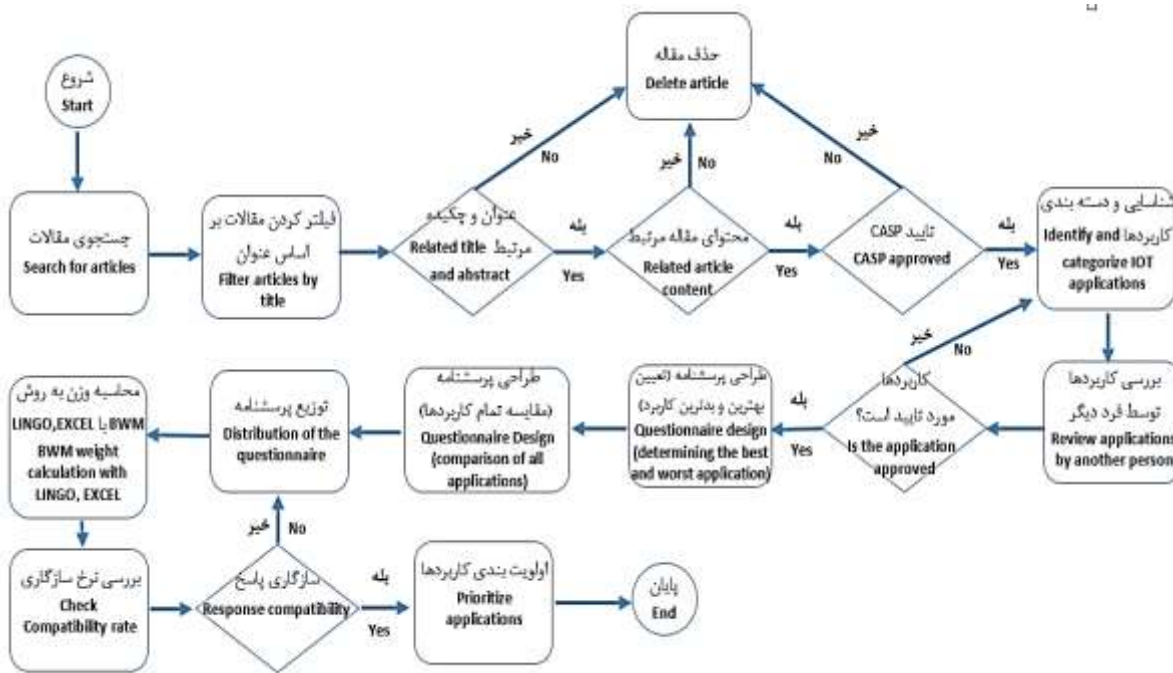 شروع
Start
جستجوی مقالات
Search for articles
فیلتر کردن مقالات بر
اساس عنوان
Filter articles by
title
عنوان و چکیده
مرتبط
Related title
and abstract
خیر
No
بله
Yes
حذف مقاله
Delete article
محتوای مقاله مرتبط
Related article
content
خیر
No
بله
Yes
تایید CASP
CASP approved
خیر
No
بله
Yes
شناسایی و دسته بندی
کاربردها
Identify and
categorize IOT
applications
بررسی کاربردها
توسط فرد دیگر
Review applications
by another person
کاربردها
مورد تایید است؟
Is the application
approved
خیر
No
بله
Yes
طراحی پرسشنامه (تعیین
بهترین و بدترین کاربرد)
Questionnaire design
(determining the best
and worst application)
طراحی پرسشنامه
(مقایسه تمام کاربردها)
Questionnaire Design
(comparison of all
applications)
توزیع پرسشنامه
Distribution of the
questionnaire
محاسبه وزن به روش
BWM با LINGO,EXCEL
BWM weight
calculation with
LINGO, EXCEL
بررسی نرخ سازگاری
Check
Compatibility rate
سازگاری پاسخ
Response compatibility
خیر
No
بله
Yes
اولویت بندی کاربردها
Prioritize
applications
پایان
End